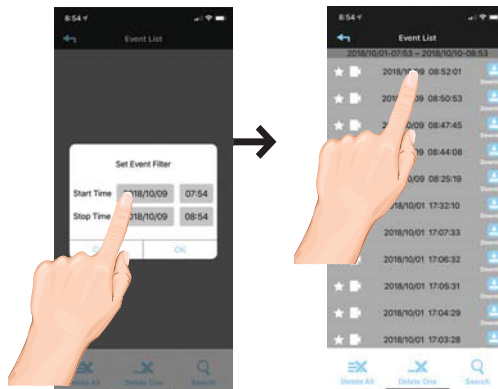 8:54
Event List
Set Event Filter
Start Time 2018/10/09 07:54
Stop Time 2018/10/09 08:54
OK
Delete All Delete One Search
8:54
Event List
2018/10/01-07:53 ~ 2018/10/10-08:53
2018/10/09 08:52:01
08:50:53
08:47:45
08:44:08
/09 08:25:19
2018/10/01 17:32:10
2018/10/01 17:07:33
2018/10/01 17:06:32
2018/10/01 17:05:31
2018/10/01 17:04:29
2018/10/01 17:03:28
Delete All Delete One Search